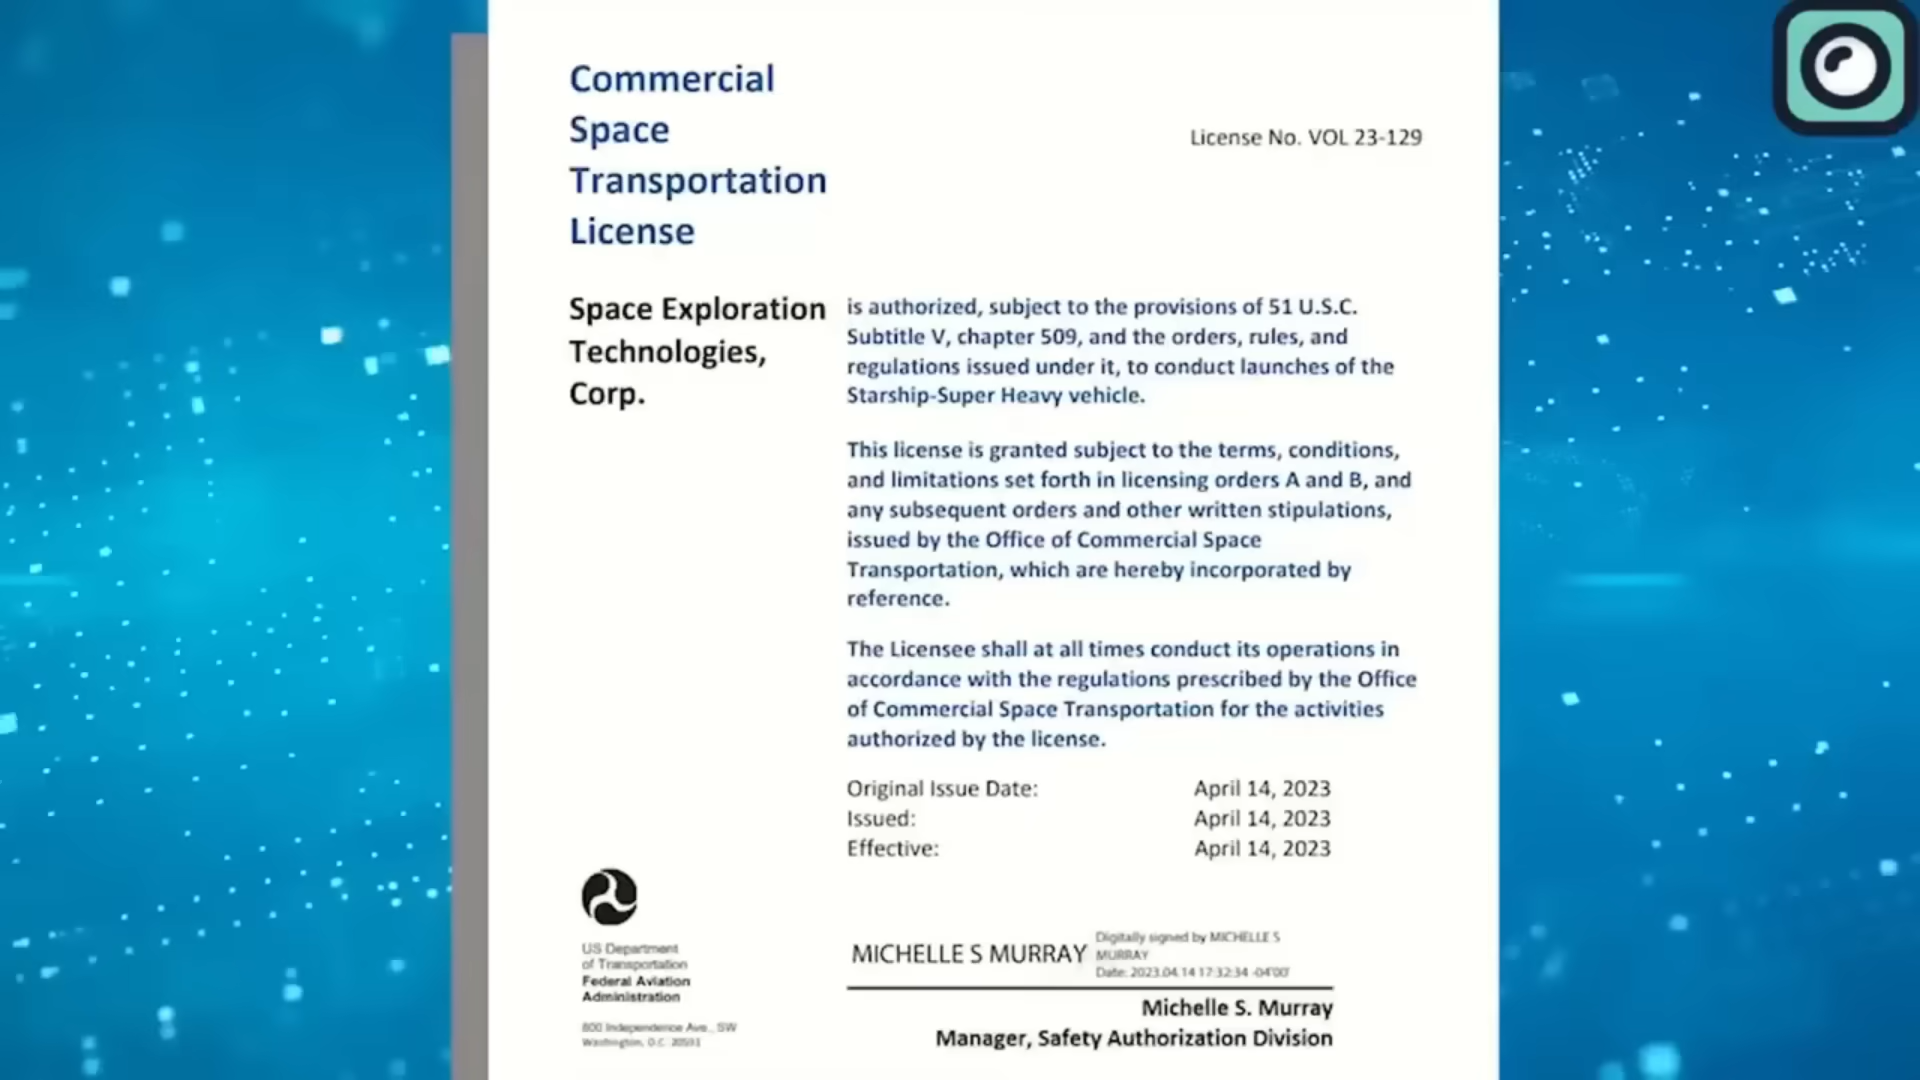 Commercial
Space
Transportation
License
License No. VOL 23-129
Space Exploration
Technologies,
Corp.
is authorized, subject to the provisions of 51 U.S.C.
Subtitle V, chapter 509, and the orders, rules, and
regulations issued under it, to conduct launches of the
Starship-Super Heavy vehicle.
This license is granted subject to the terms, conditions,
and limitations set forth in licensing orders A and B, and
any subsequent orders and other written stipulations,
issued by the Office of Commercial Space
Transportation, which are hereby incorporated by
reference.
The Licensee shall at all times conduct its operations in
accordance with the regulations prescribed by the Office
of Commercial Space Transportation for the activities
authorized by the license.
Original Issue Date: April 14, 2023
Issued: April 14, 2023
Effective: April 14, 2023
US Department
of Transportation
Federal Aviation
Administration
800 Independence Ave., SW
Washington, D.C. 20591
MICHELLE S MURRAY
Digitally signed by MICHELLE S
MURRAY
Date: 2023.04.14 17:32:34 -04'00'
Michelle S. Murray
Manager, Safety Authorization Division